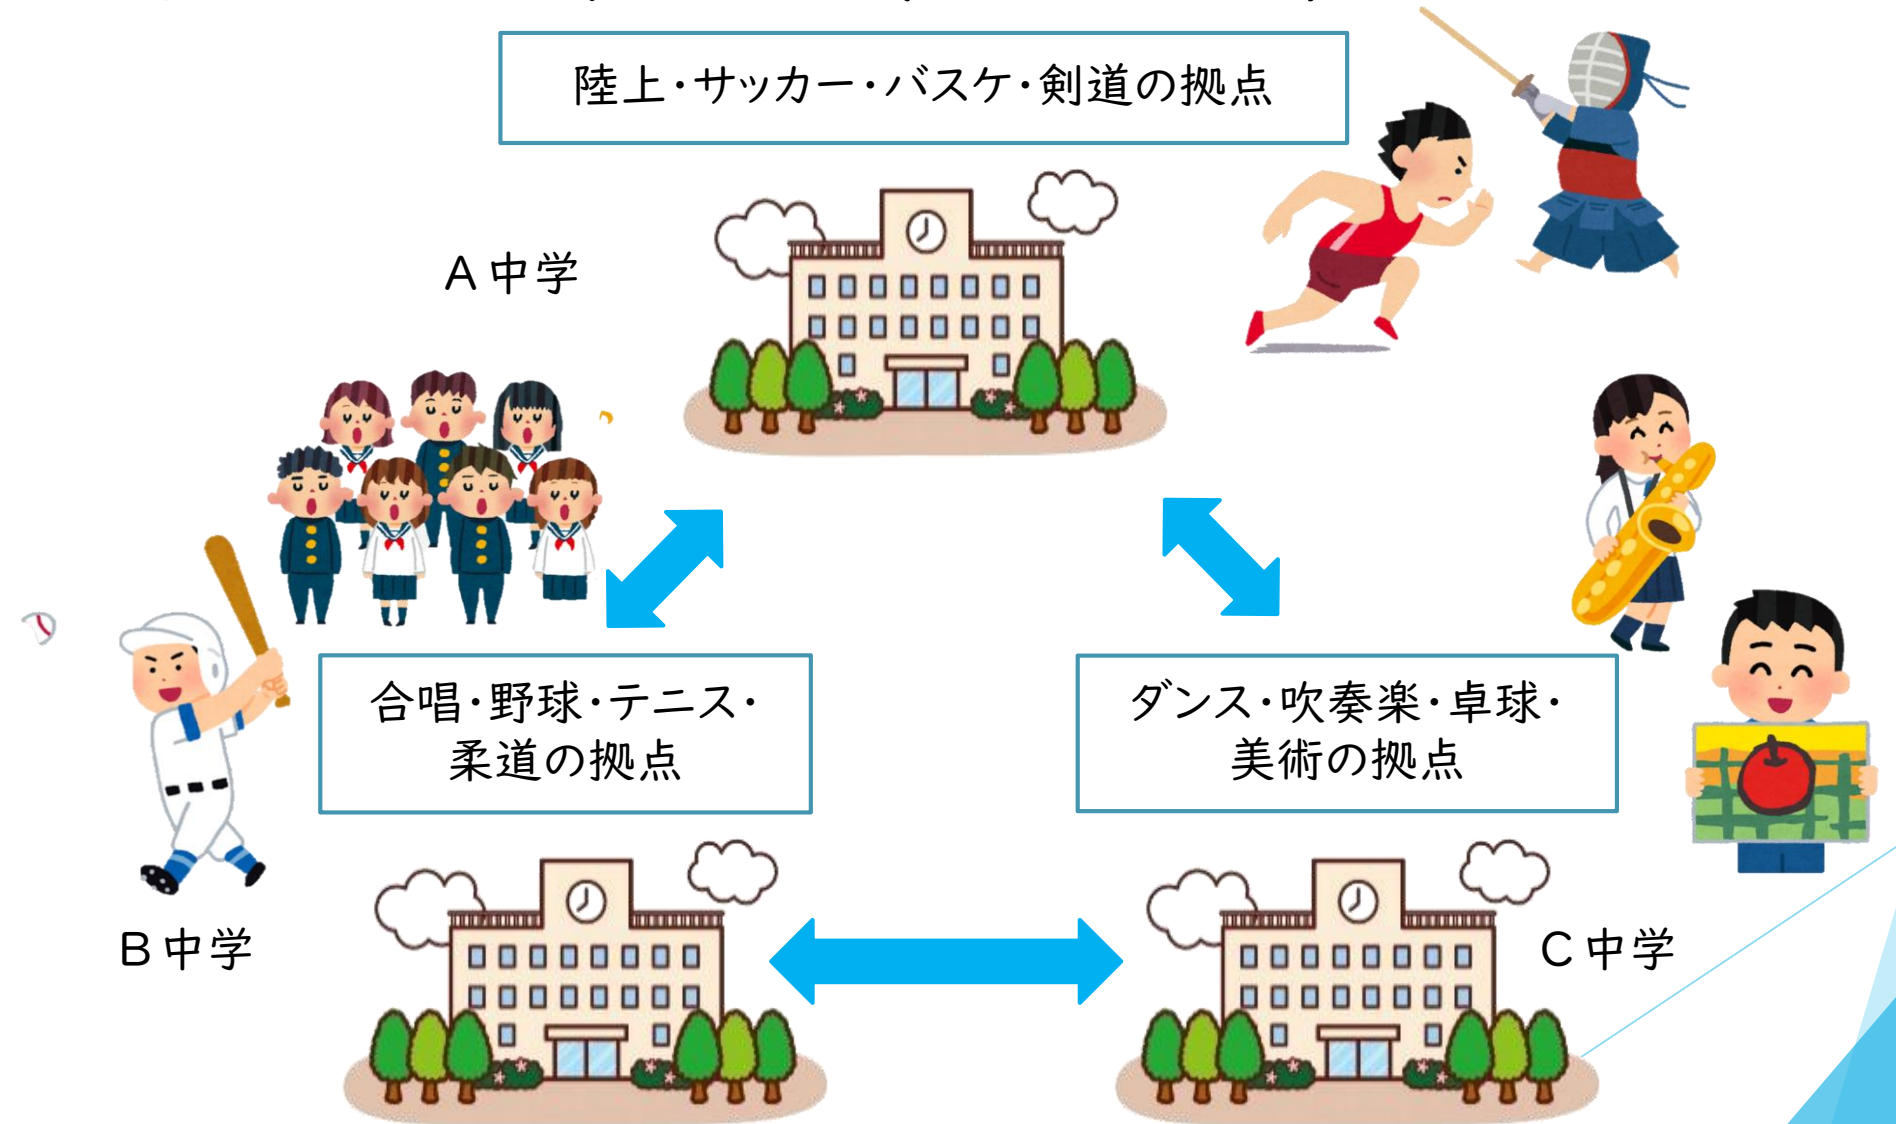 陸上・サッカー・バスケ・剣道の拠点
A中学
合唱・野球・テニス・
柔道の拠点
ダンス・吹奏楽・卓球・
美術の拠点
B中学
C中学